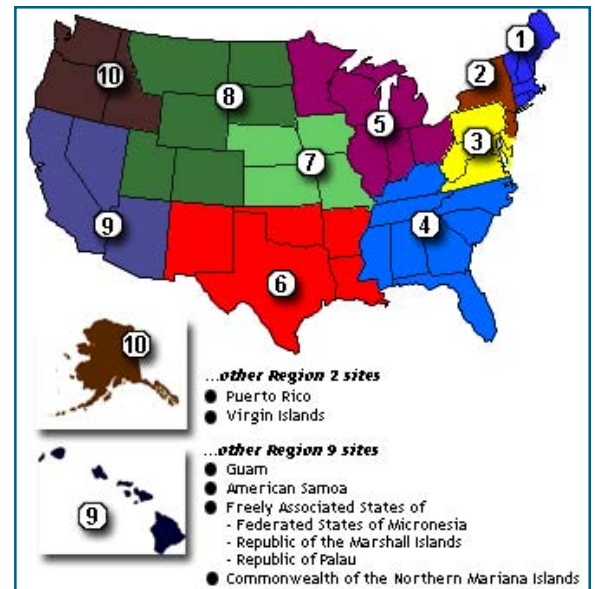 1
2
10
8
5
3
7
9
4
6
10
...other Region 2 sites
● Puerto Rico
● Virgin Islands
...other Region 9 sites
● Guam
● American Samoa
● Freely Associated States of
- Federated States of Micronesia
- Republic of the Marshall Islands
- Republic of Palau
● Commonwealth of the Northern Mariana Islands
9